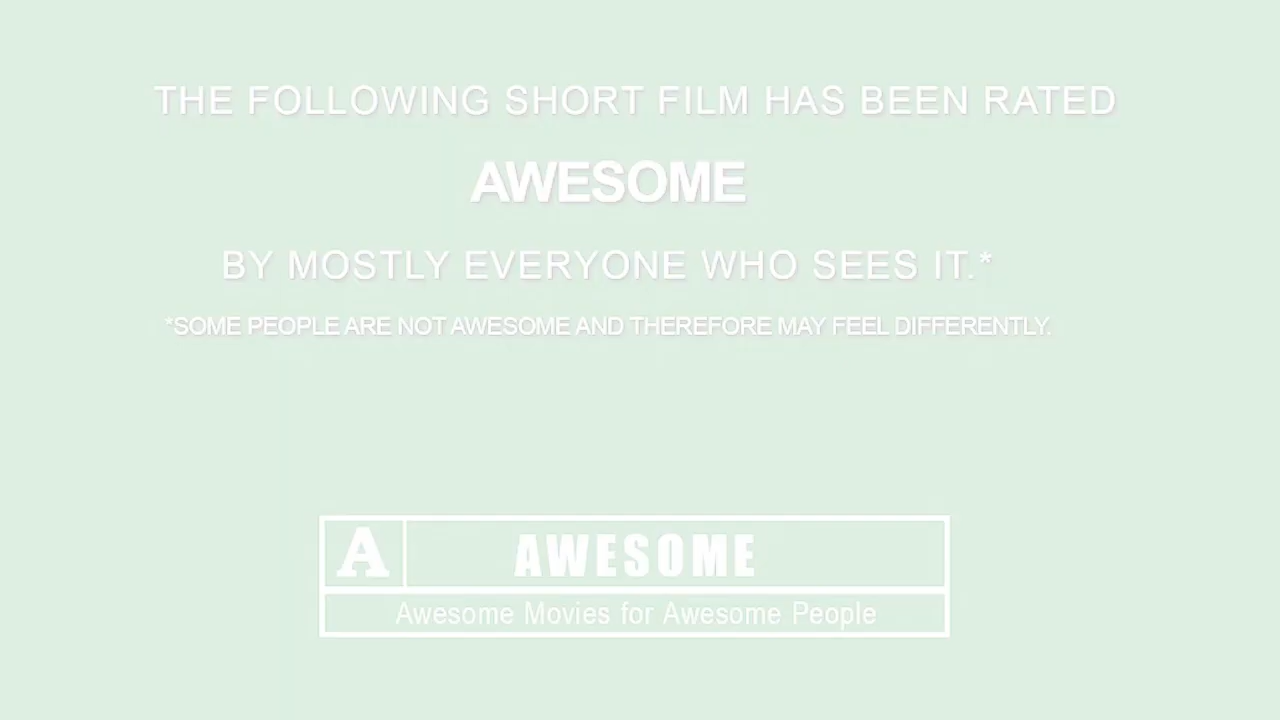 THE FOLLOWING SHORT FILM HAS BEEN RATED
AWESOME
BY MOSTLY EVERYONE WHO SEES IT.*
*SOME PEOPLE ARE NOT AWESOME AND THEREFORE MAY FEEL DIFFERENTLY.
A AWESOME
Awesome Movies for Awesome People